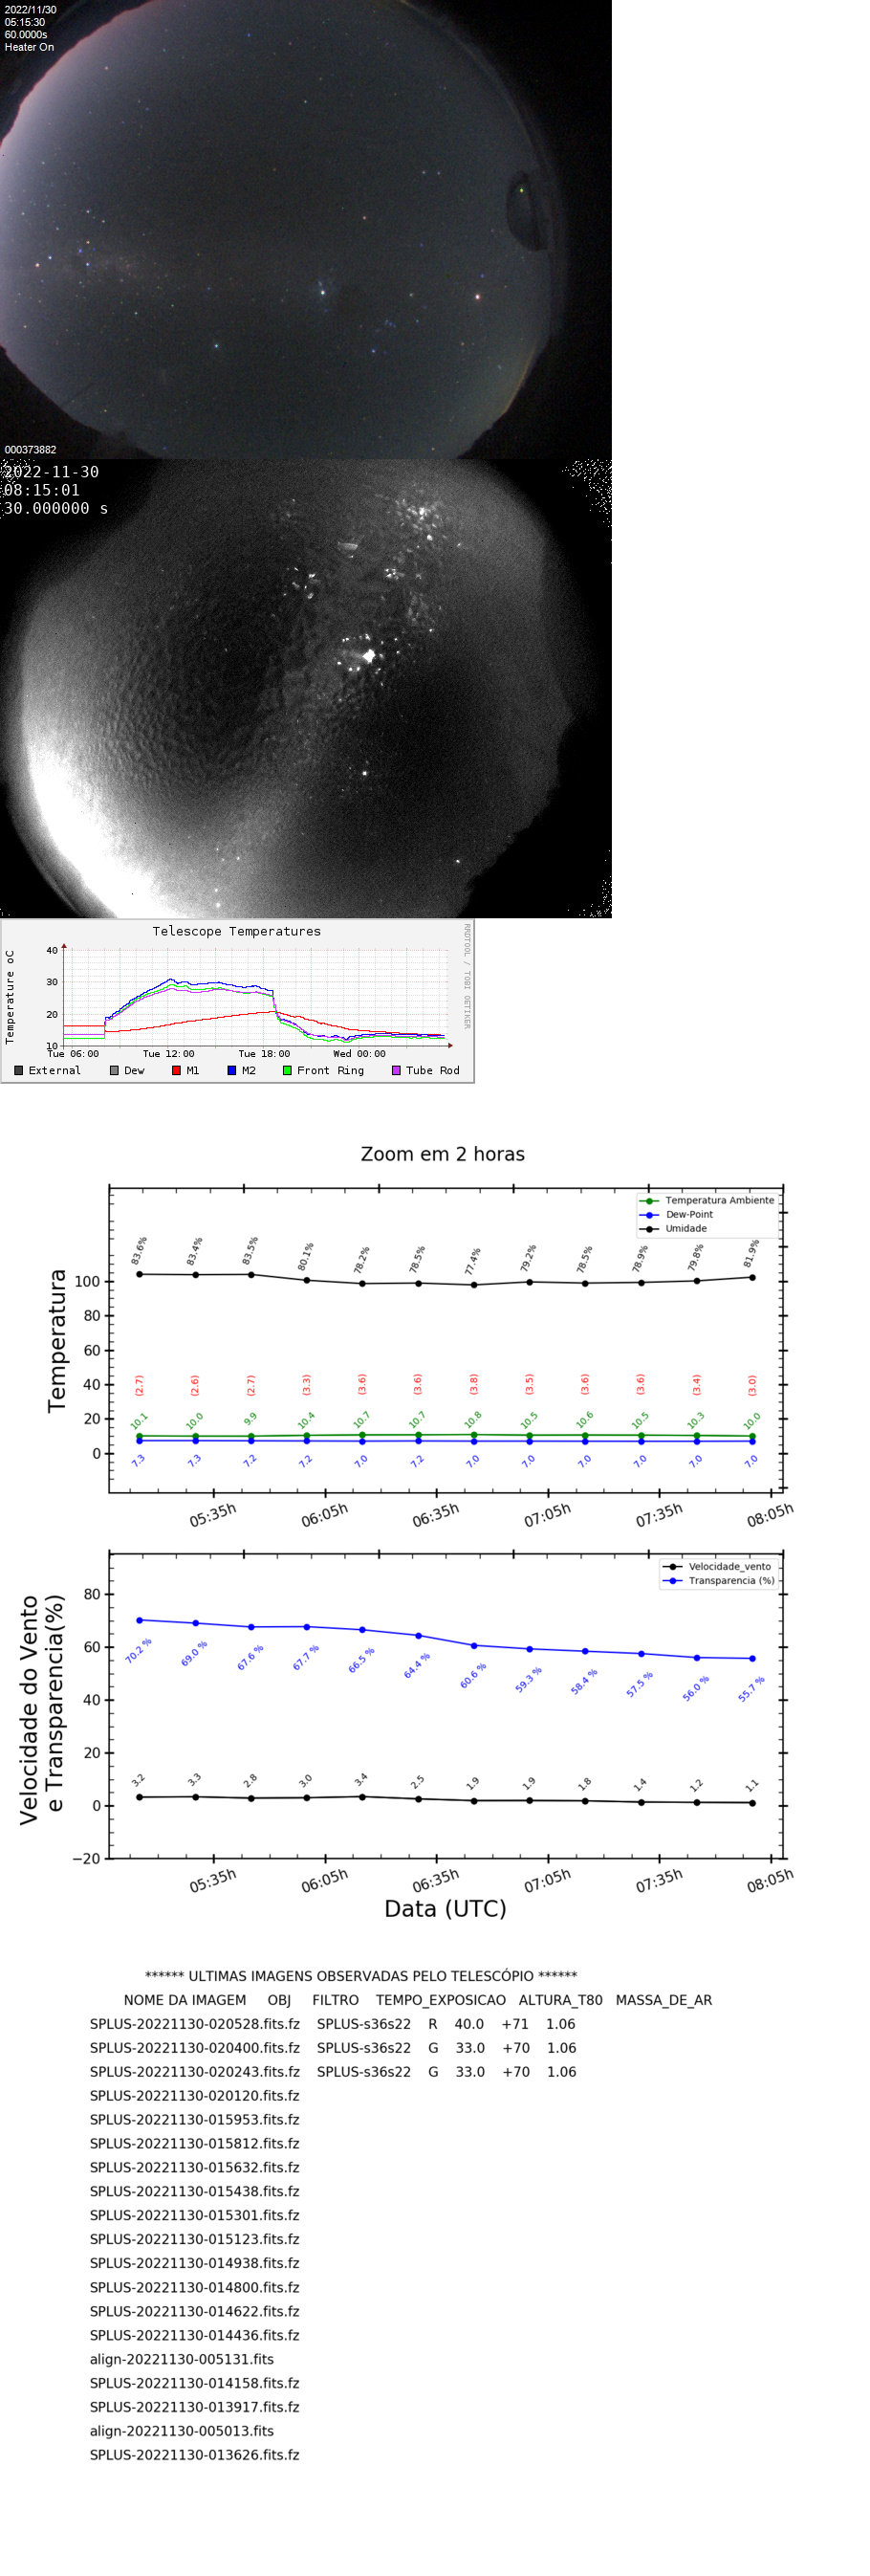 2022/11/30
05:15:30
60.0000s
Heater On
000373882
2022-11-30
08:15:01
30.000000 s
Telescope Temperatures
RRDTOOL / TOBI OETIKER
Temperature oC
40
30
20
10
Tue 06:00 Tue 12:00 Tue 18:00 Wed 00:00
External Dew M1 M2 Front Ring Tube Rod
Zoom em 2 horas
Temperatura Ambiente
Dew-Point
Umidade
Temperatura
100
80
60
40
20
0
83.6% 83.4% 83.5% 80.1% 78.2% 78.5% 77.4% 79.2% 78.5% 78.9% 79.8% 81.9%
(2.7) (2.6) (2.7) (3.3) (3.6) (3.6) (3.8) (3.5) (3.6) (3.6) (3.4) (3.0)
10.1 10.0 9.9 10.4 10.7 10.7 10.8 10.5 10.6 10.5 10.3 10.0
7.3 7.3 7.2 7.2 7.0 7.2 7.0 7.0 7.0 7.0 7.0 7.0
05:35h 06:05h 06:35h 07:05h 07:35h 08:05h
Velocidade_vento
Transparencia (%)
Velocidade do Vento
e Transparencia(%)
80
60
40
20
0
−20
70.2 % 69.0 % 67.6 % 67.7 % 66.5 % 64.4 % 60.6 % 59.3 % 58.4 % 57.5 % 56.0 % 55.7 %
3.2 3.3 2.8 3.0 3.4 2.5 1.9 1.9 1.8 1.4 1.2 1.1
05:35h 06:05h 06:35h 07:05h 07:35h 08:05h
Data (UTC)
****** ULTIMAS IMAGENS OBSERVADAS PELO TELESCÓPIO ******
NOME DA IMAGEM OBJ FILTRO TEMPO_EXPOSICAO ALTURA_T80 MASSA_DE_AR
SPLUS-20221130-020528.fits.fz SPLUS-s36s22 R 40.0 +71 1.06
SPLUS-20221130-020400.fits.fz SPLUS-s36s22 G 33.0 +70 1.06
SPLUS-20221130-020243.fits.fz SPLUS-s36s22 G 33.0 +70 1.06
SPLUS-20221130-020120.fits.fz
SPLUS-20221130-015953.fits.fz
SPLUS-20221130-015812.fits.fz
SPLUS-20221130-015632.fits.fz
SPLUS-20221130-015438.fits.fz
SPLUS-20221130-015301.fits.fz
SPLUS-20221130-015123.fits.fz
SPLUS-20221130-014938.fits.fz
SPLUS-20221130-014800.fits.fz
SPLUS-20221130-014622.fits.fz
SPLUS-20221130-014436.fits.fz
align-20221130-005131.fits
SPLUS-20221130-014158.fits.fz
SPLUS-20221130-013917.fits.fz
align-20221130-005013.fits
SPLUS-20221130-013626.fits.fz